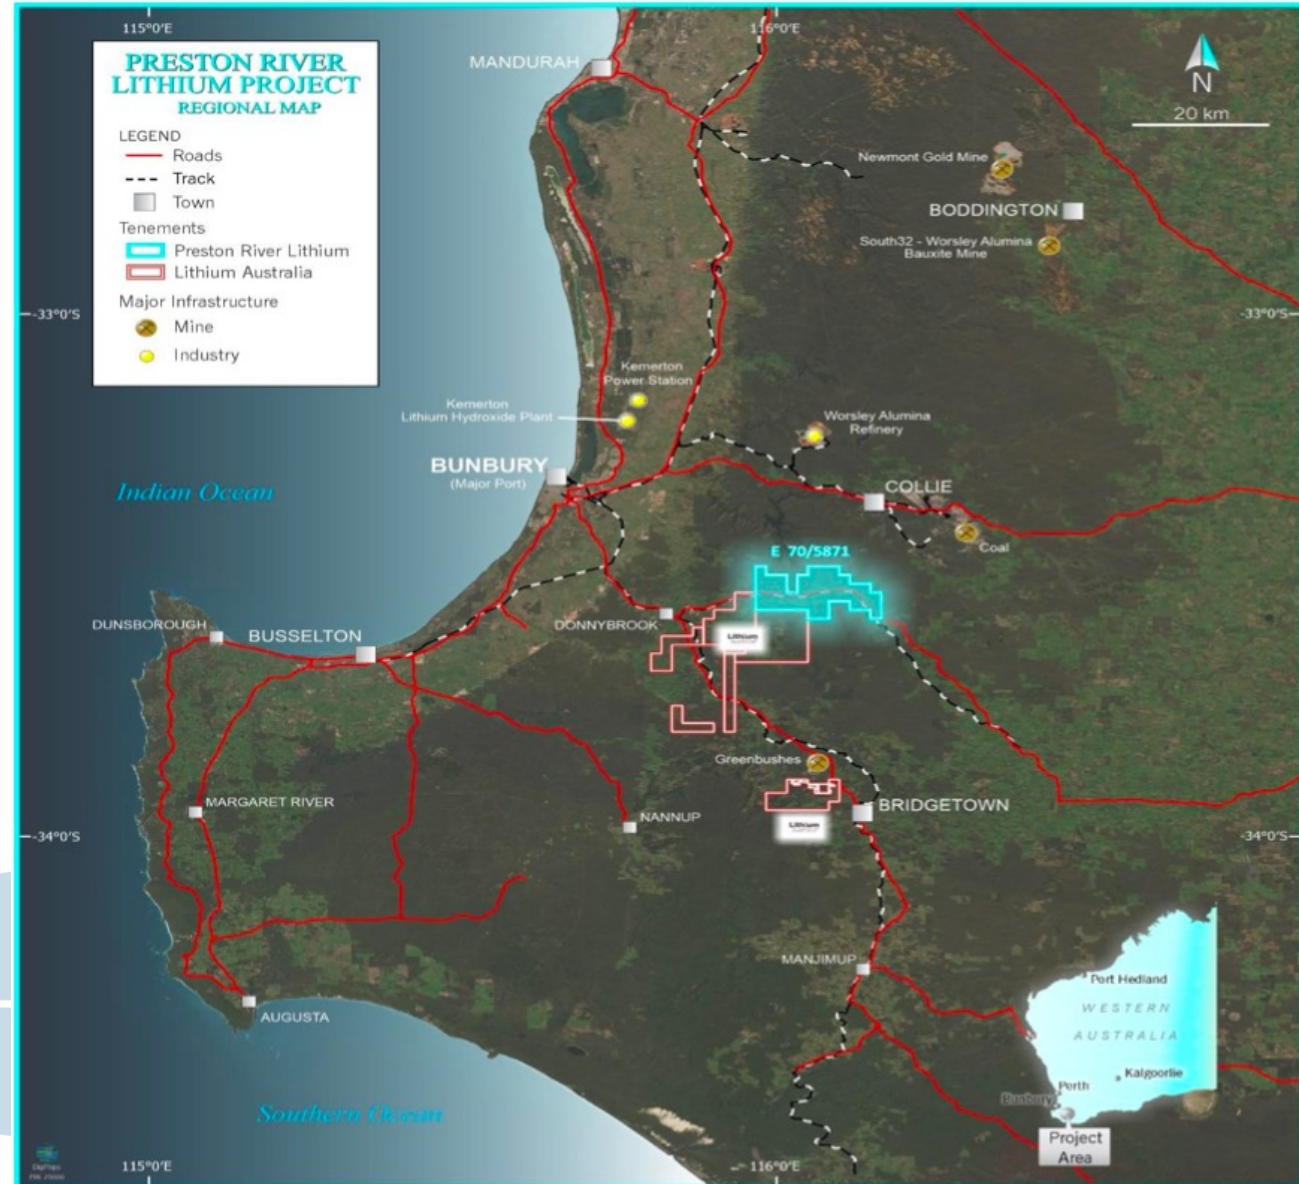 115°0'E
116°0'E
PRESTON RIVER
LITHIUM PROJECT
REGIONAL MAP
LEGEND
Roads
Track
Town
Tenements
Preston River Lithium
Lithium Australia
Major Infrastructure
Mine
Industry
MANDURAH
N
20 km
Newmont Gold Mine
BODDINGTON
South32 - Worsley Alumina
Bauxite Mine
-33°0'S
-33°0'S
Kemerton
Power Station
Kemerton
Lithium Hydroxide Plant
Worsley Alumina
Refinery
BUNBURY
(Major Port)
Indian Ocean
COLLIE
Coal
E 70/5871
DUNSBOROUGH
BUSSELTON
DONNYBROOK
Lithium
Greenbushes
MARGARET RIVER
NANNUP
BRIDGETOWN
Lithium
-34°0'S
-34°0'S
MANJIMUP
AUGUSTA
Port Hedland
WESTERN
AUSTRALIA
Kalgoorlie
Perth
Bunbury
Project
Area
Southern Ocean
115°0'E
116°0'E